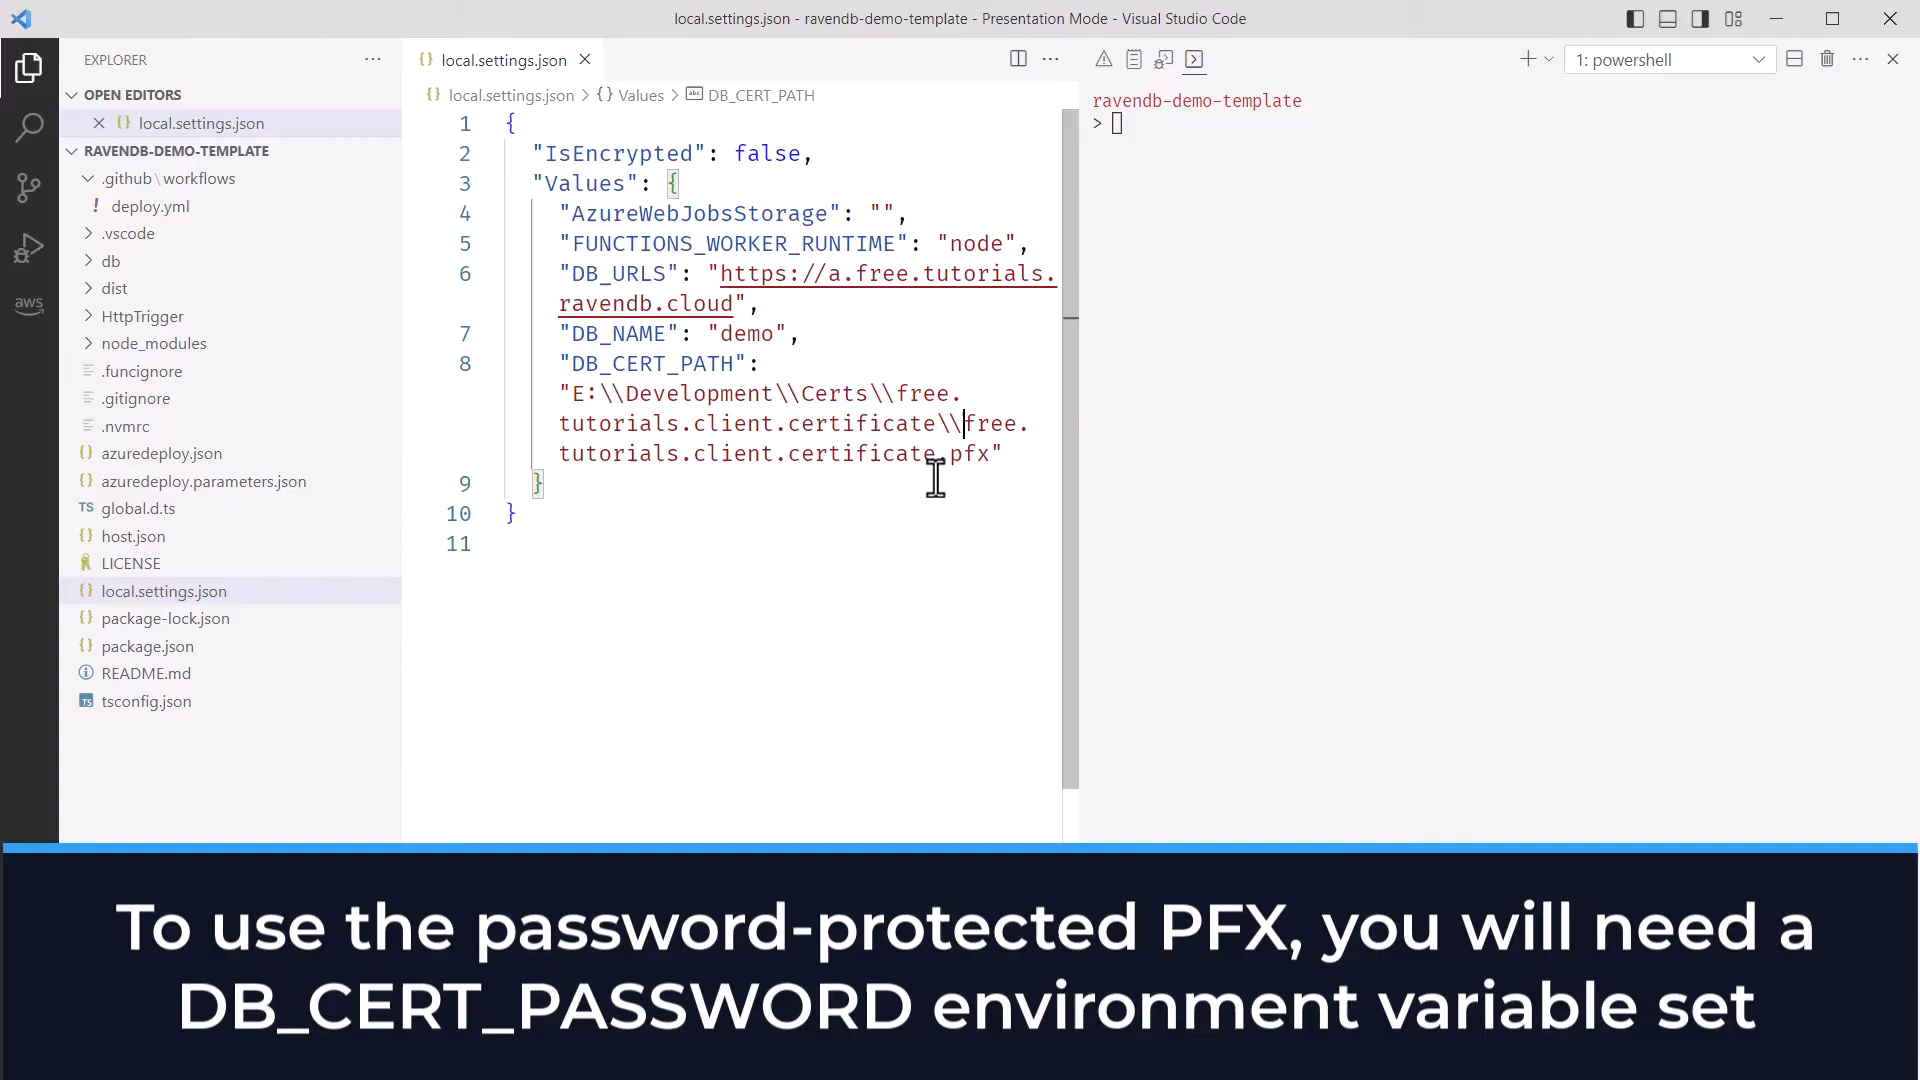 local.settings.json - ravendb-demo-template - Presentation Mode - Visual Studio Code
EXPLORER
OPEN EDITORS
local.settings.json
RAVENDB-DEMO-TEMPLATE
.github\workflows
deploy.yml
.vscode
db
dist
HttpTrigger
node_modules
.funcignore
.gitignore
.nvmrc
azuredeploy.json
azuredeploy.parameters.json
TS global.d.ts
host.json
LICENSE
local.settings.json
package-lock.json
package.json
README.md
TS tsconfig.json
aws
local.settings.json
local.settings.json > {} Values > abc DB_CERT_PATH
1 {
2 "IsEncrypted": false,
3 "Values": {
4 "AzureWebJobsStorage": "",
5 "FUNCTIONS_WORKER_RUNTIME": "node",
6 "DB_URLS": "https://a.free.tutorials.
ravendb.cloud",
7 "DB_NAME": "demo",
8 "DB_CERT_PATH":
"E:\\Development\\Certs\\free.
tutorials.client.certificate\\free.
tutorials.client.certificate.pfx"
9 }
10 }
11
1: powershell
ravendb-demo-template
>
To use the password-protected PFX, you will need a
DB_CERT_PASSWORD environment variable set